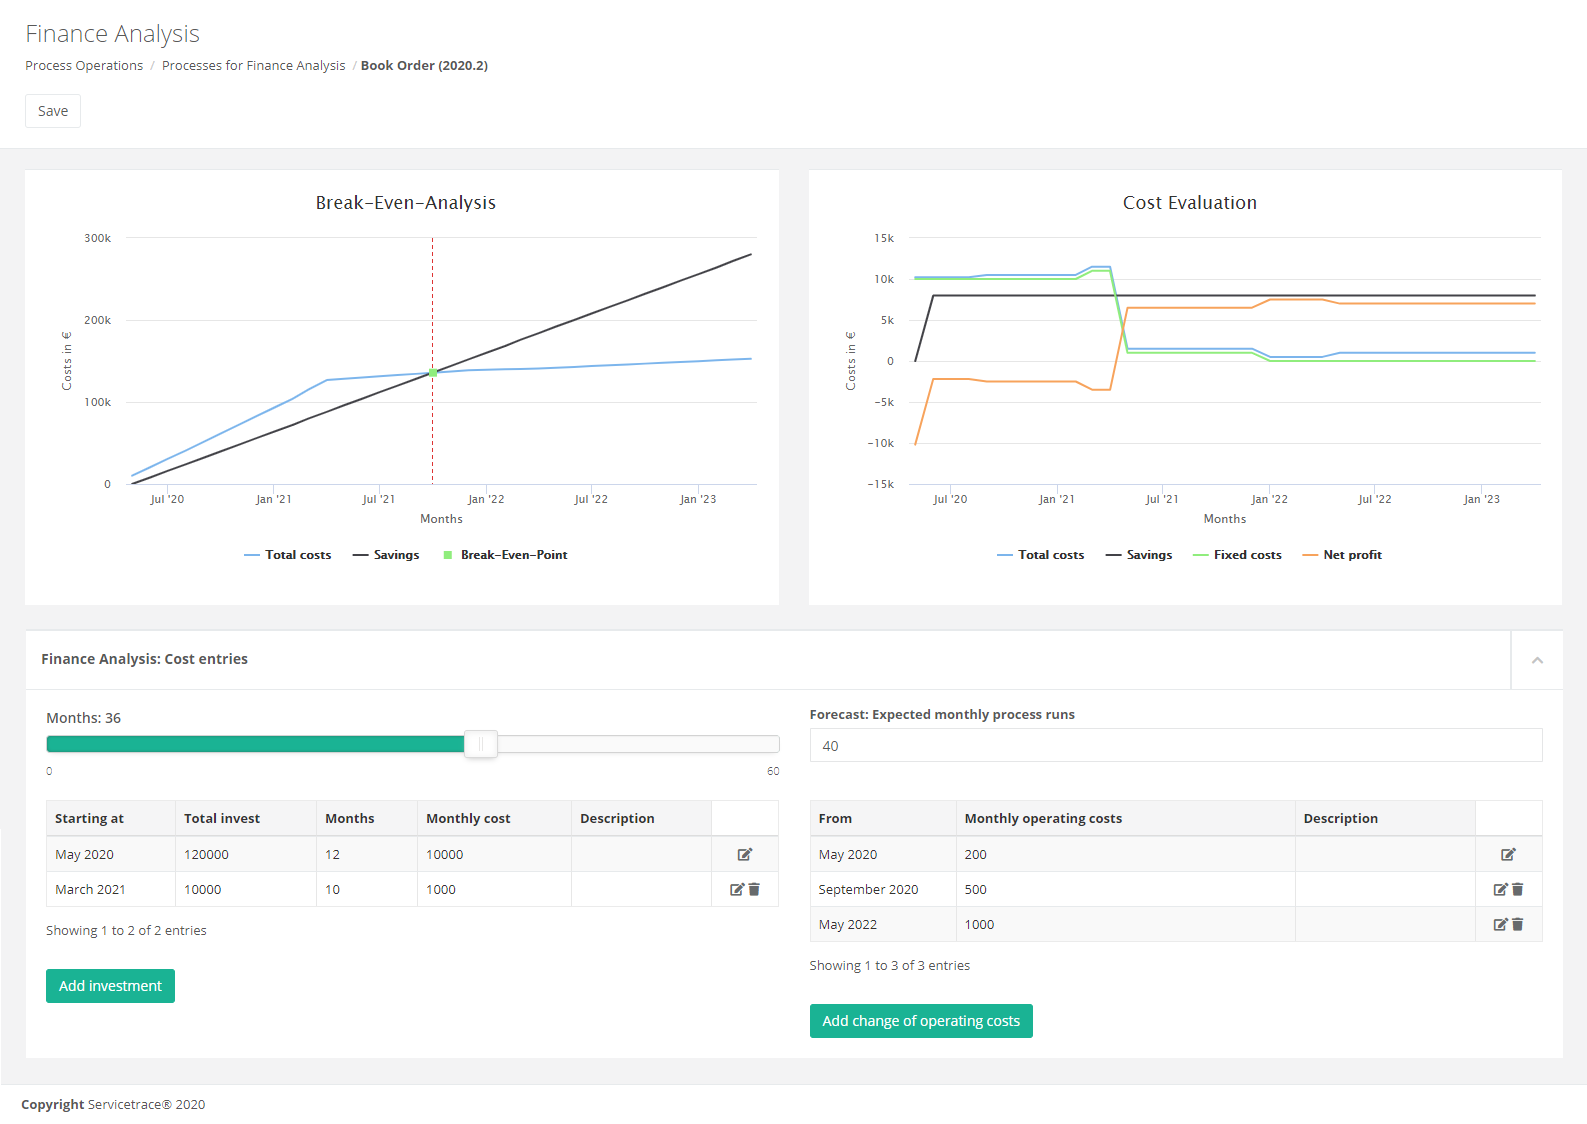 Finance Analysis
Process Operations / Processes for Finance Analysis / Book Order (2020.2)
Save
Break-Even-Analysis
300k
200k
100k
0
Costs in €
Jul '20 Jan '21 Jul '21 Jan '22 Jul '22 Jan '23
Months
Total costs Savings Break-Even-Point
Cost Evaluation
15k
10k
5k
0
-5k
-10k
-15k
Costs in €
Jul '20 Jan '21 Jul '21 Jan '22 Jul '22 Jan '23
Months
Total costs Savings Fixed costs Net profit
Finance Analysis: Cost entries
Months: 36
0 60
Starting at Total invest Months Monthly cost Description
May 2020 120000 12 10000
March 2021 10000 10 1000
Showing 1 to 2 of 2 entries
Add investment
Forecast: Expected monthly process runs
40
From Monthly operating costs Description
May 2020 200
September 2020 500
May 2022 1000
Showing 1 to 3 of 3 entries
Add change of operating costs
Copyright Servicetrace® 2020